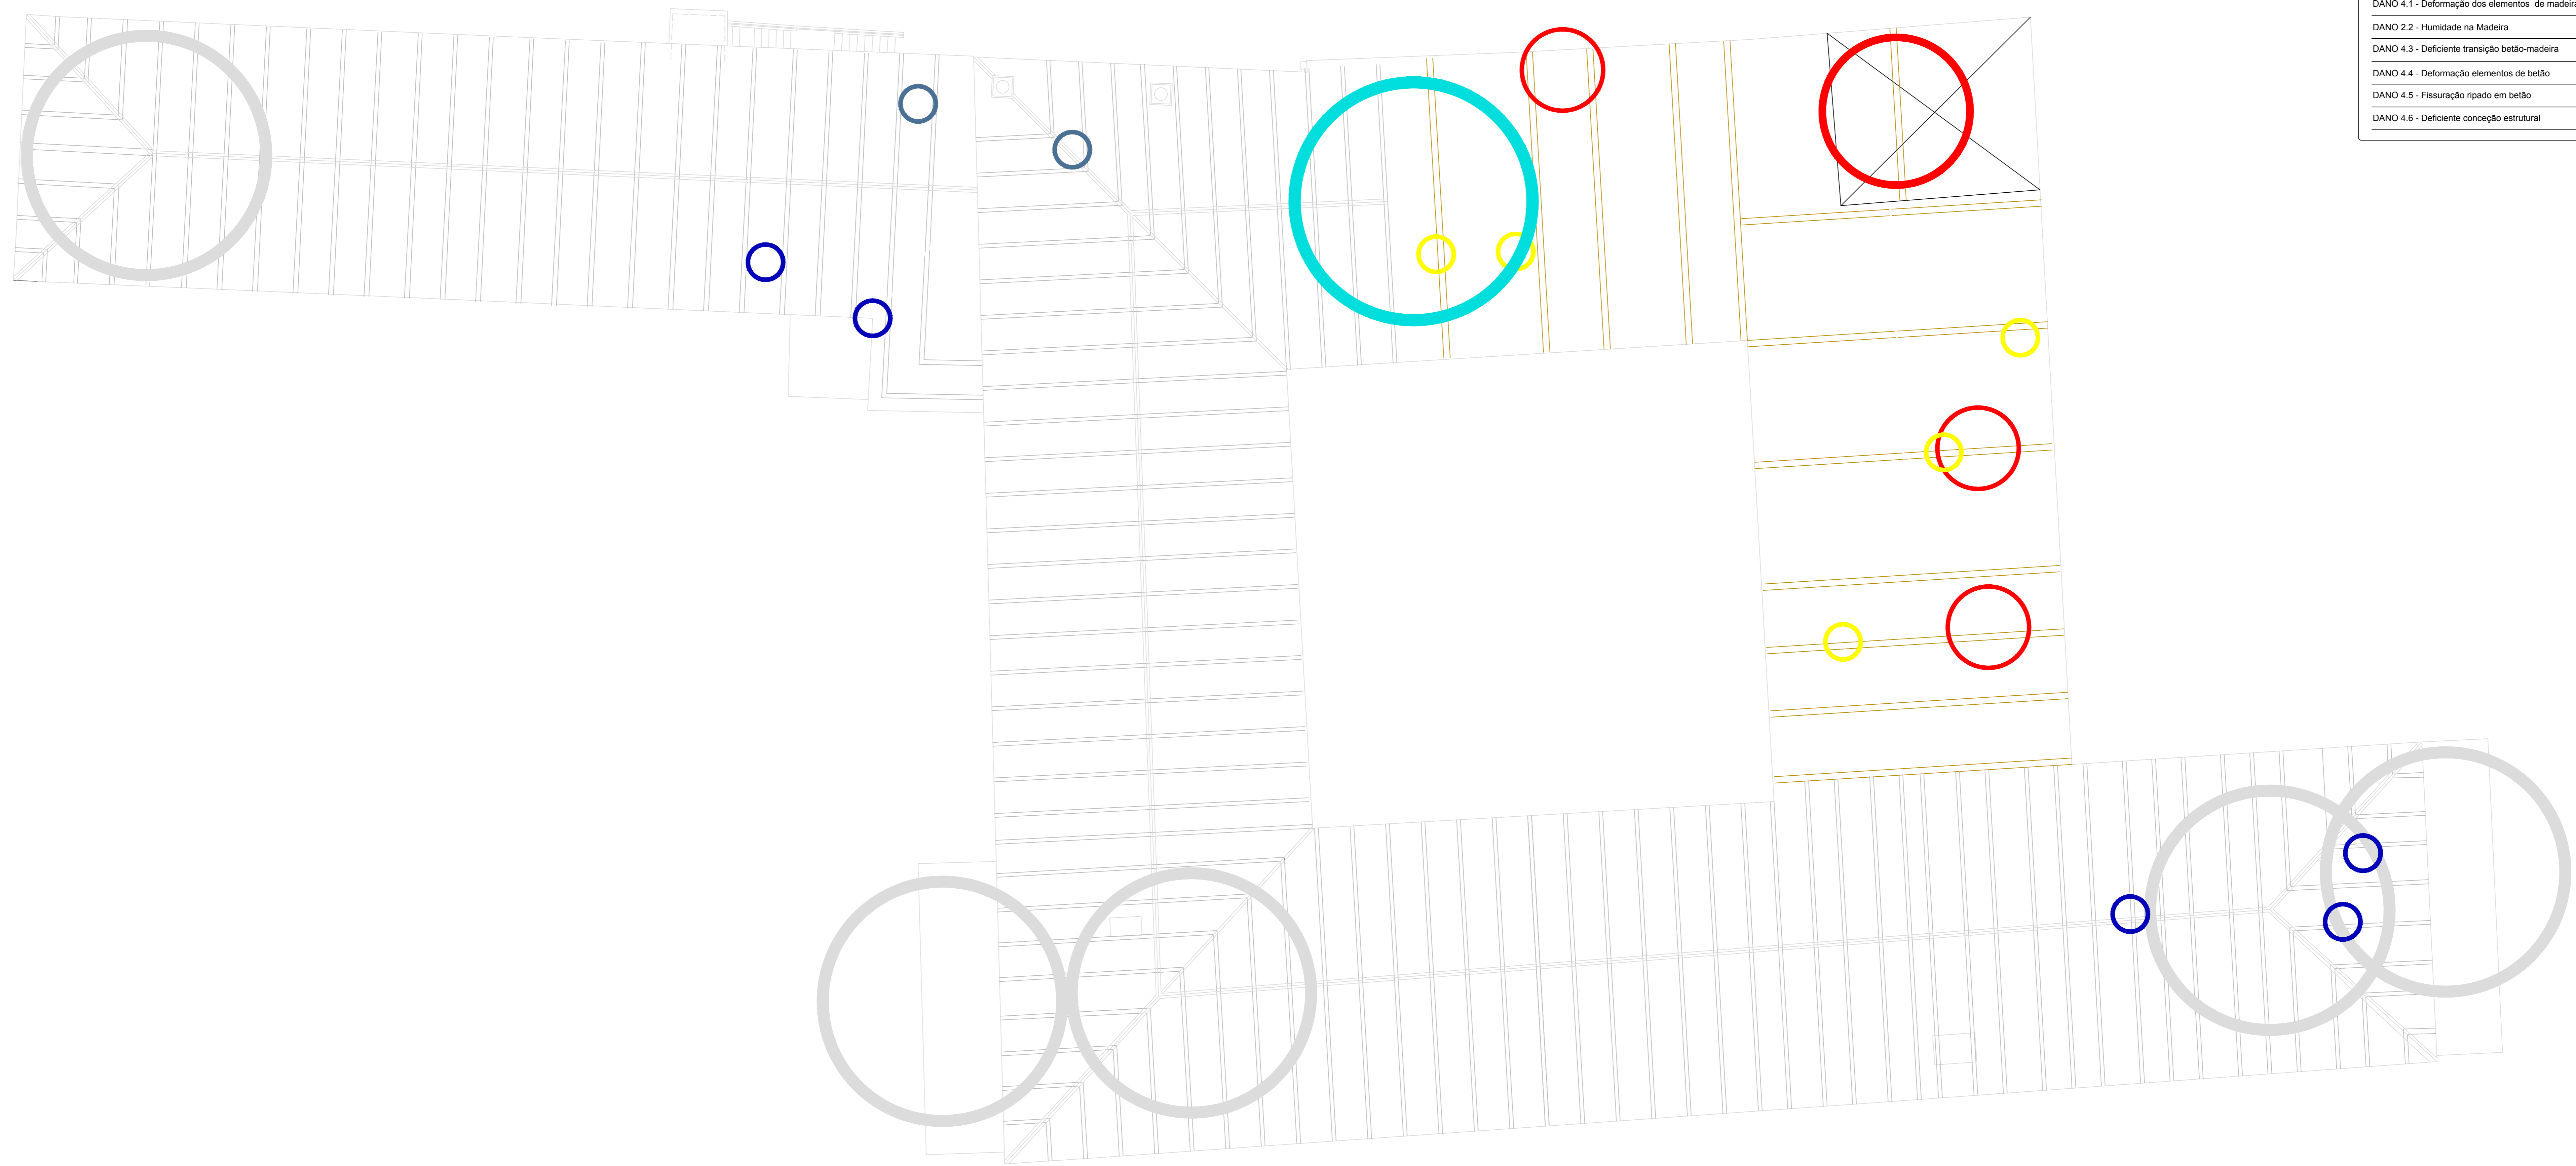 DANO 4.1 - Deformação dos elementos de madeira
DANO 2.2 - Humidade na Madeira
DANO 4.3 - Deficiente transição betão-madeira
DANO 4.4 - Deformação elementos de betão
DANO 4.5 - Fissuração ripado em betão
DANO 4.6 - Deficiente conceção estrutural